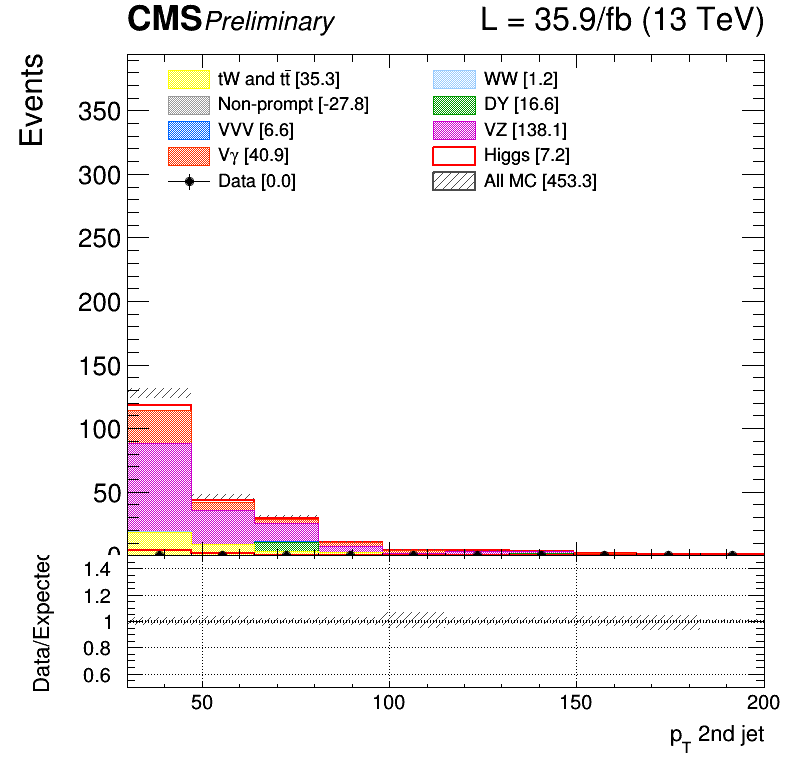 CMS Preliminary L = 35.9/fb (13 TeV)
Events
tW and tt̄ [35.3] WW [1.2]
Non-prompt [-27.8] DY [16.6]
VVV [6.6] VZ [138.1]
Vγ [40.9] Higgs [7.2]
Data [0.0] All MC [453.3]
350
300
250
200
150
100
50
0
Data/Expected
1.4
1.2
1
0.8
0.6
50 100 150 200
pT 2nd jet